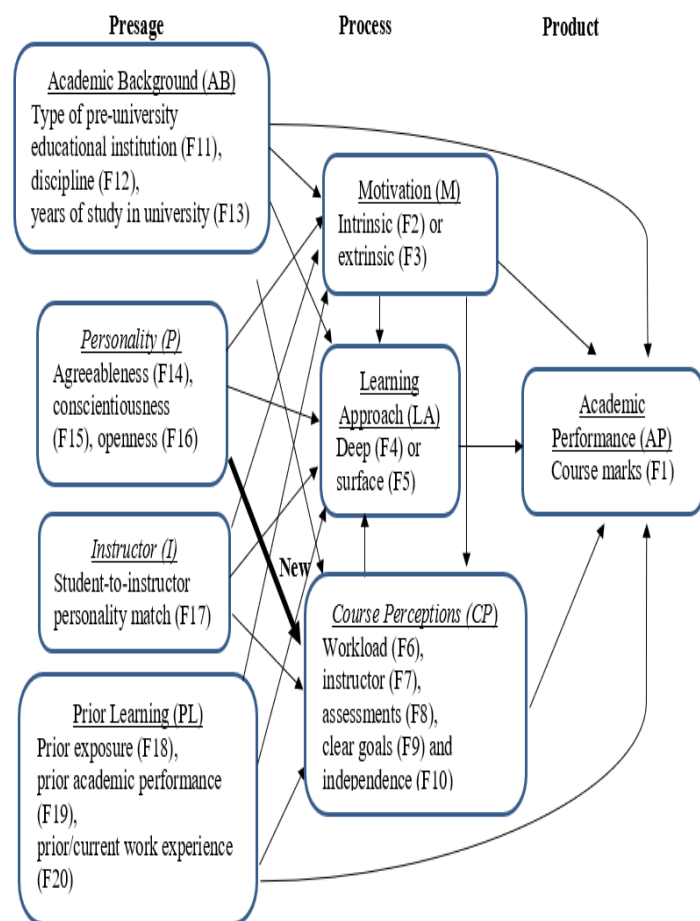 Presage
Process
Product
Academic Background (AB)
Type of pre-university
educational institution (F11),
discipline (F12),
years of study in university (F13)
Motivation (M)
Intrinsic (F2) or
extrinsic (F3)
Personality (P)
Agreeableness (F14),
conscientiousness
(F15), openness (F16)
Learning
Approach (LA)
Deep (F4) or
surface (F5)
Academic
Performance (AP)
Course marks (F1)
Instructor (I)
Student-to-instructor
personality match (F17)
New
Course Perceptions (CP)
Workload (F6),
instructor (F7),
assessments (F8),
clear goals (F9) and
independence (F10)
Prior Learning (PL)
Prior exposure (F18),
prior academic performance
(F19),
prior/current work experience
(F20)